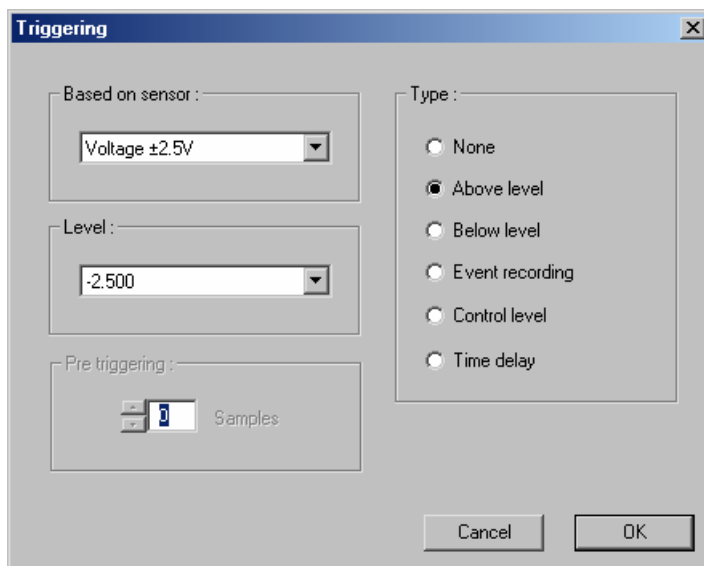 Triggering
Based on sensor :
Voltage ±2.5V
Level :
-2.500
Pre triggering :
0 Samples
Type :
None
Above level
Below level
Event recording
Control level
Time delay
Cancel
OK